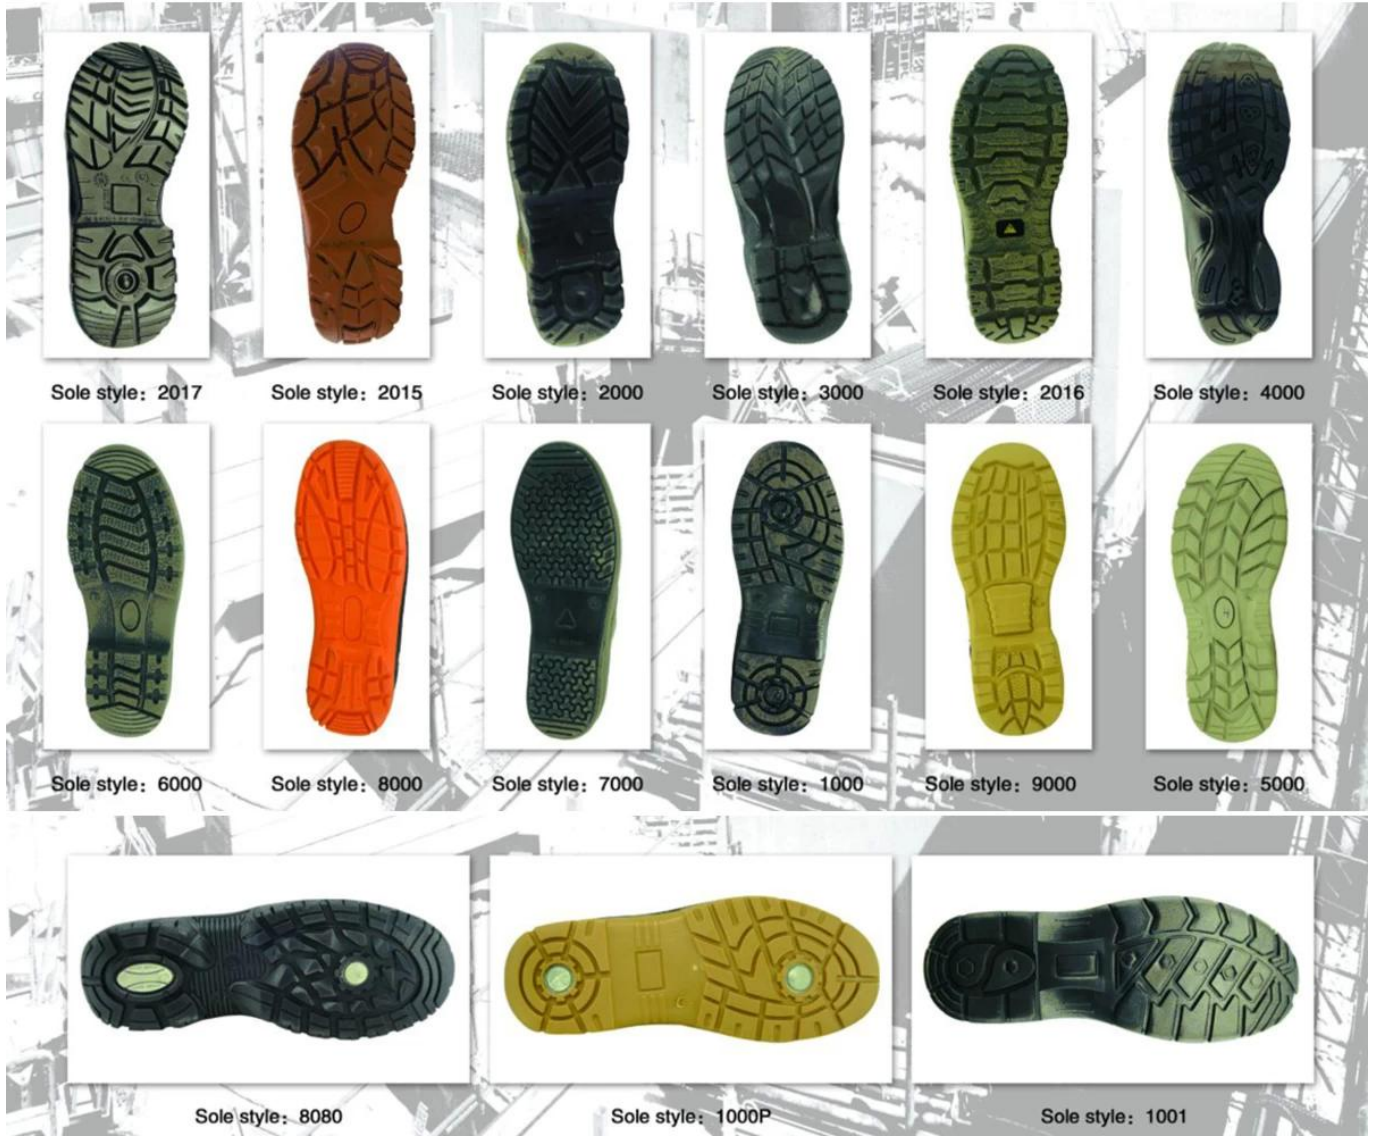 Sole style：2017
Sole style：2015
Sole style：2000
Sole style：3000
Sole style：2016
Sole style：4000
Sole style：6000
Sole style：8000
Sole style：7000
Sole style：1000
Sole style：9000
Sole style：5000
Sole style：8080
Sole style：1000P
Sole style：1001